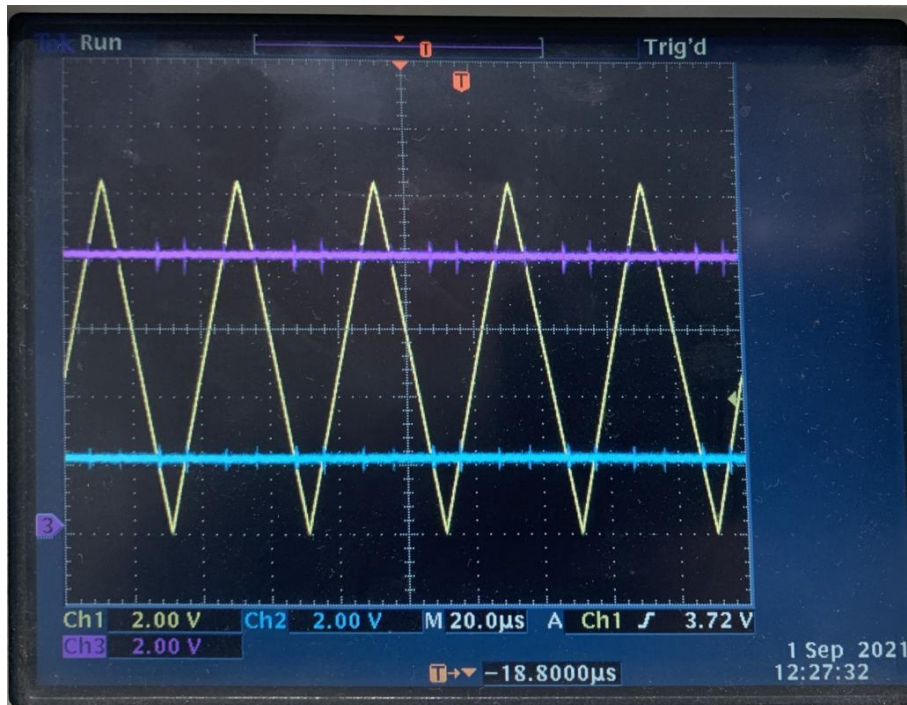 Tek Run Trig'd
T
T
3
Ch1 2.00 V Ch2 2.00 V M 20.0µs A Ch1 3.72 V
Ch3 2.00 V
T -18.8000µs
1 Sep 2021
12:27:32